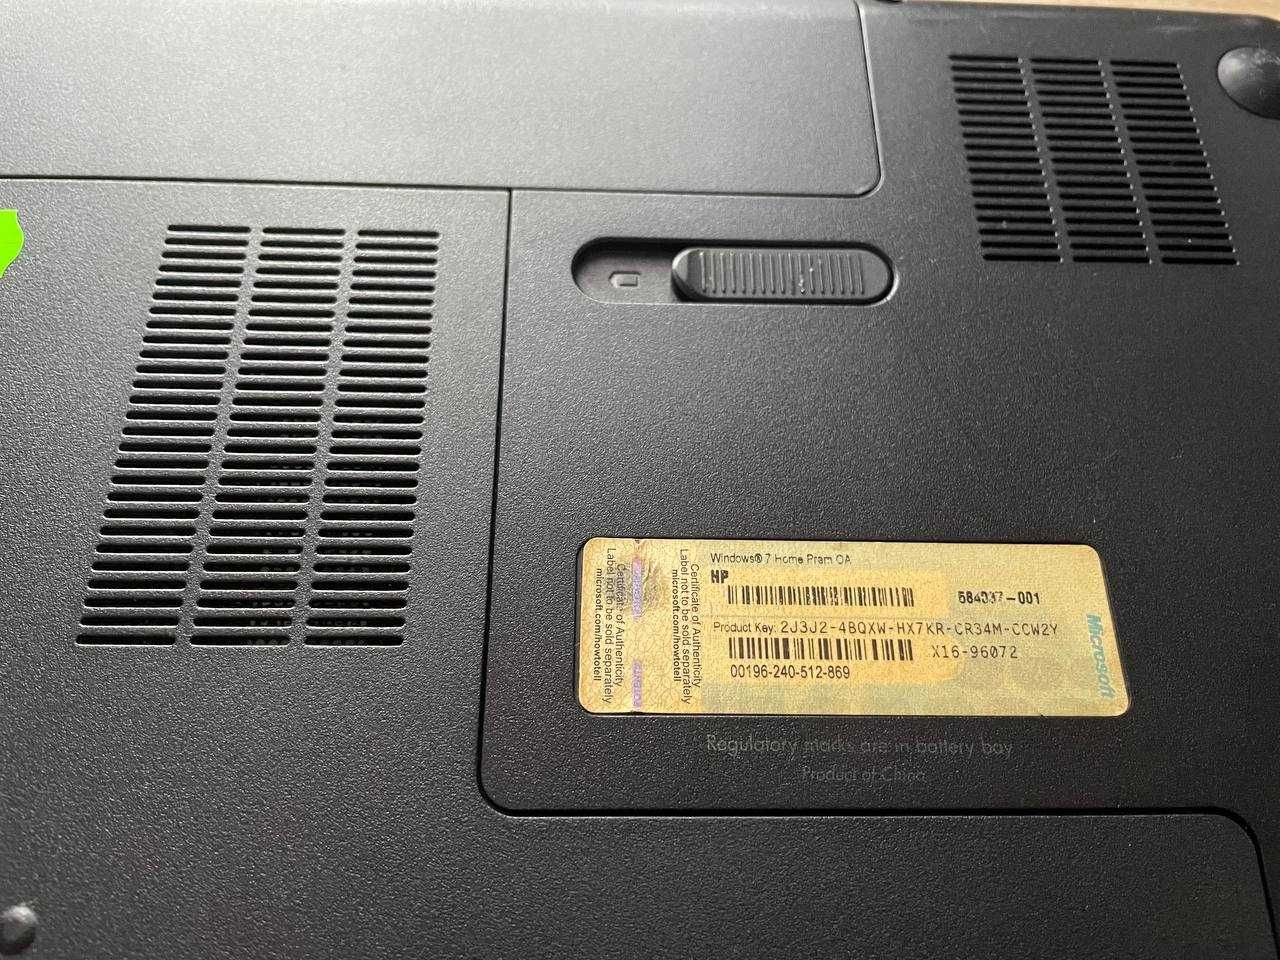 Windows® 7 Home Prem OA
HP
584037-001
Product Key: 2J3J2-4BQXW-HX7KR-CR34M-CCW2Y
X16-96072
00196-240-512-869
Certificate of Authenticity
Label not to be sold separately
microsoft.com/howtotell
Certificate of Authenticity
Label not to be sold separately
microsoft.com/howtotell
Microsoft
Regulatory marks are in battery bay
Product of China